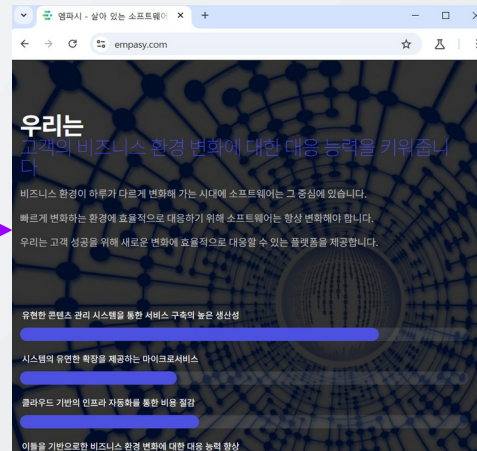 엠파시 - 살아 있는 소프트웨어
empasy.com
우리는
고객의 비즈니스 환경 변화에 대한 대응 능력을 키워줍니
다
비즈니스 환경이 하루가 다르게 변화해 가는 시대에 소프트웨어는 그 중심에 있습니다.
빠르게 변화하는 환경에 효율적으로 대응하기 위해 소프트웨어는 항상 변화해야 합니다.
우리는 고객 성공을 위해 새로운 변화에 효율적으로 대응할 수 있는 플랫폼을 제공합니다.
유현한 콘텐츠 관리 시스템을 통한 서비스 구축의 높은 생산성
시스템의 유연한 확장을 제공하는 마이크로서비스
클라우드 기반의 인프라 자동화를 통한 비용 절감
이들을 기반으로한 비즈니스 환경 변화에 대한 대응 능력 향상